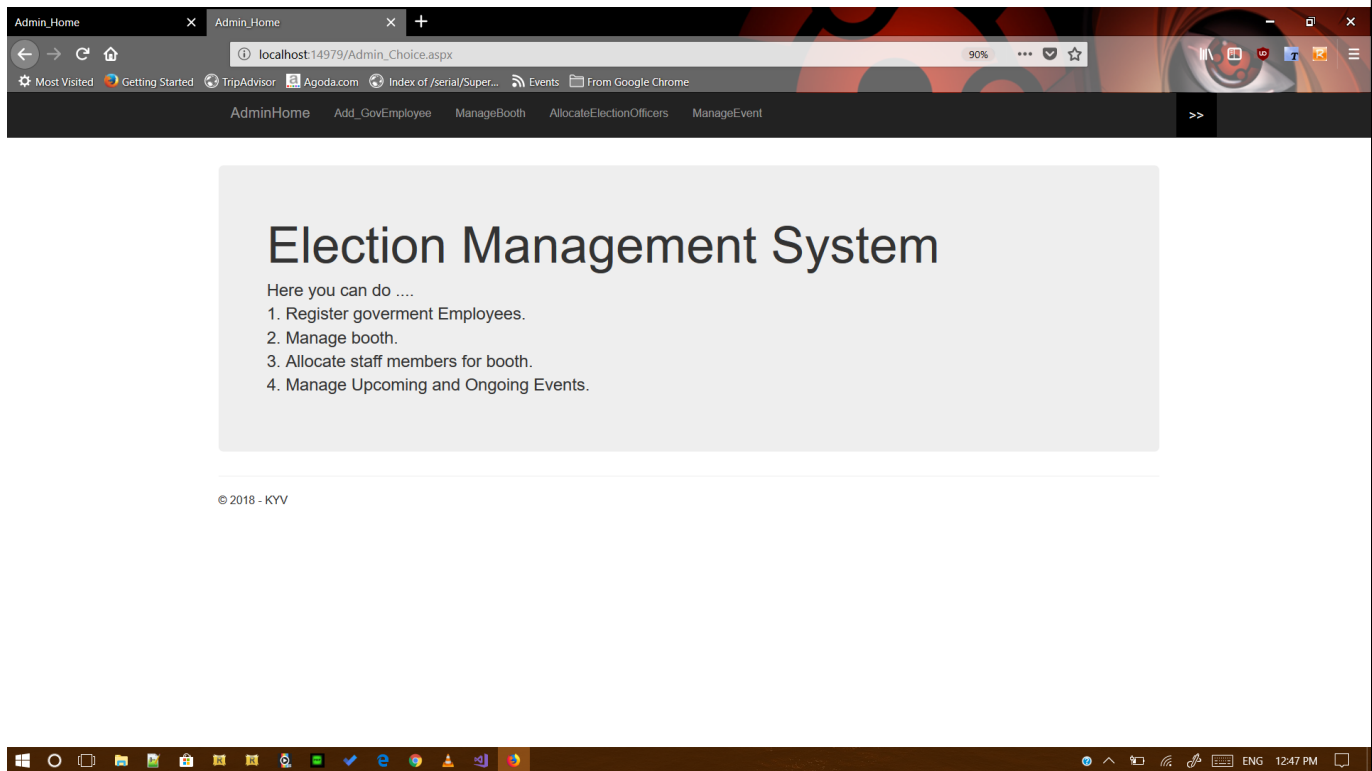 Admin_Home
Admin_Home
localhost:14979/Admin_Choice.aspx
90%
Most Visited Getting Started TripAdvisor Agoda.com Index of /serial/Super... Events From Google Chrome
AdminHome Add_GovEmployee ManageBooth AllocateElectionOfficers ManageEvent >>
Election Management System
Here you can do ....
1. Register goverment Employees.
2. Manage booth.
3. Allocate staff members for booth.
4. Manage Upcoming and Ongoing Events.
© 2018 - KYV
ENG 12:47 PM